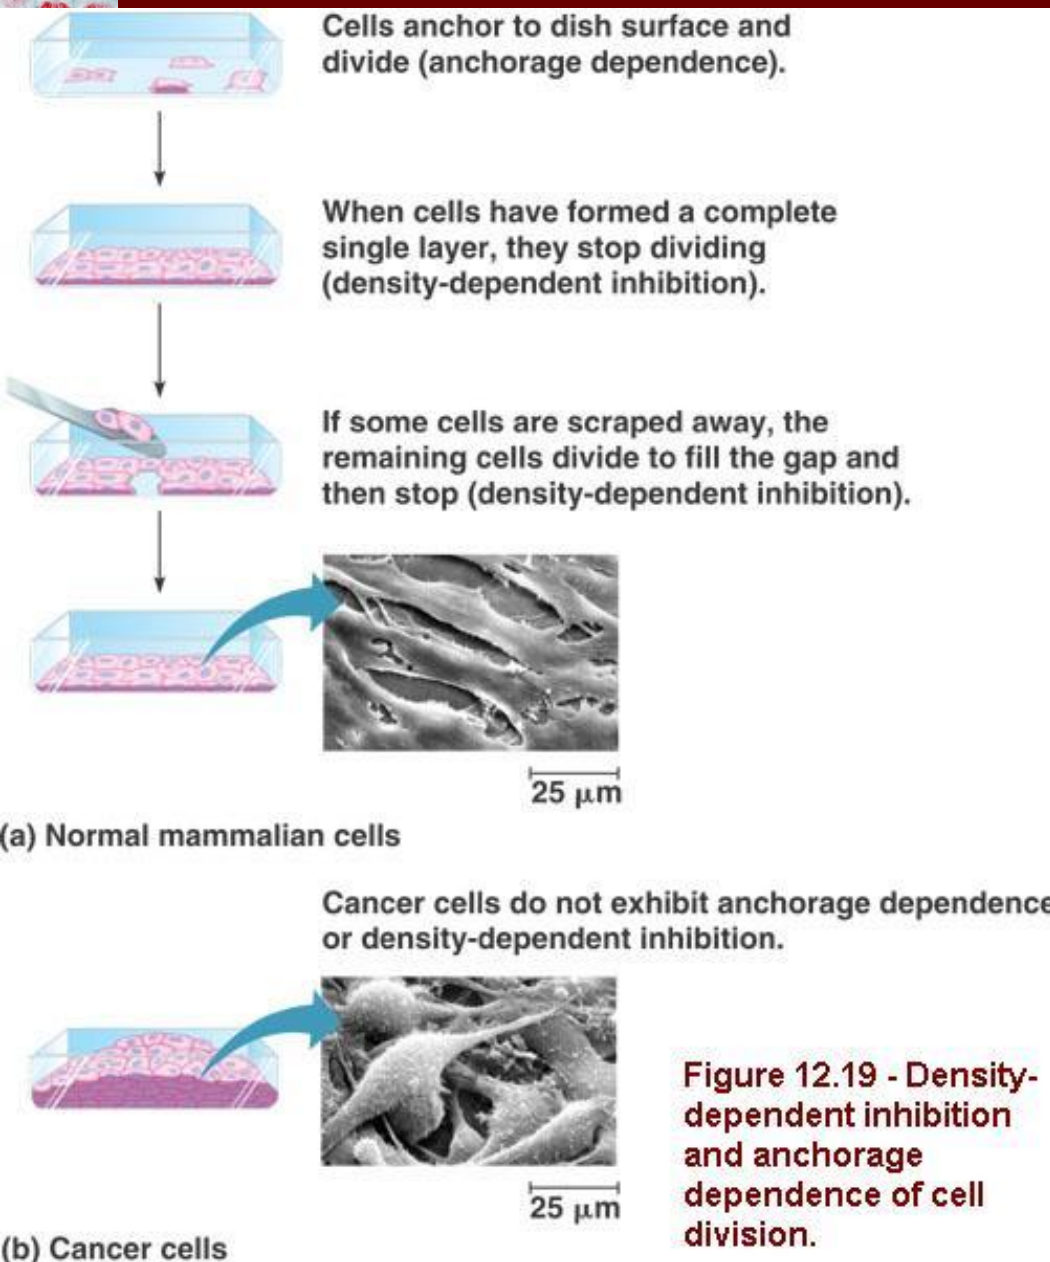 Cells anchor to dish surface and
divide (anchorage dependence).
When cells have formed a complete
single layer, they stop dividing
(density-dependent inhibition).
If some cells are scraped away, the
remaining cells divide to fill the gap and
then stop (density-dependent inhibition).
25 μm
(a) Normal mammalian cells
Cancer cells do not exhibit anchorage dependence
or density-dependent inhibition.
25 μm
Figure 12.19 - Density-
dependent inhibition
and anchorage
dependence of cell
division.
(b) Cancer cells